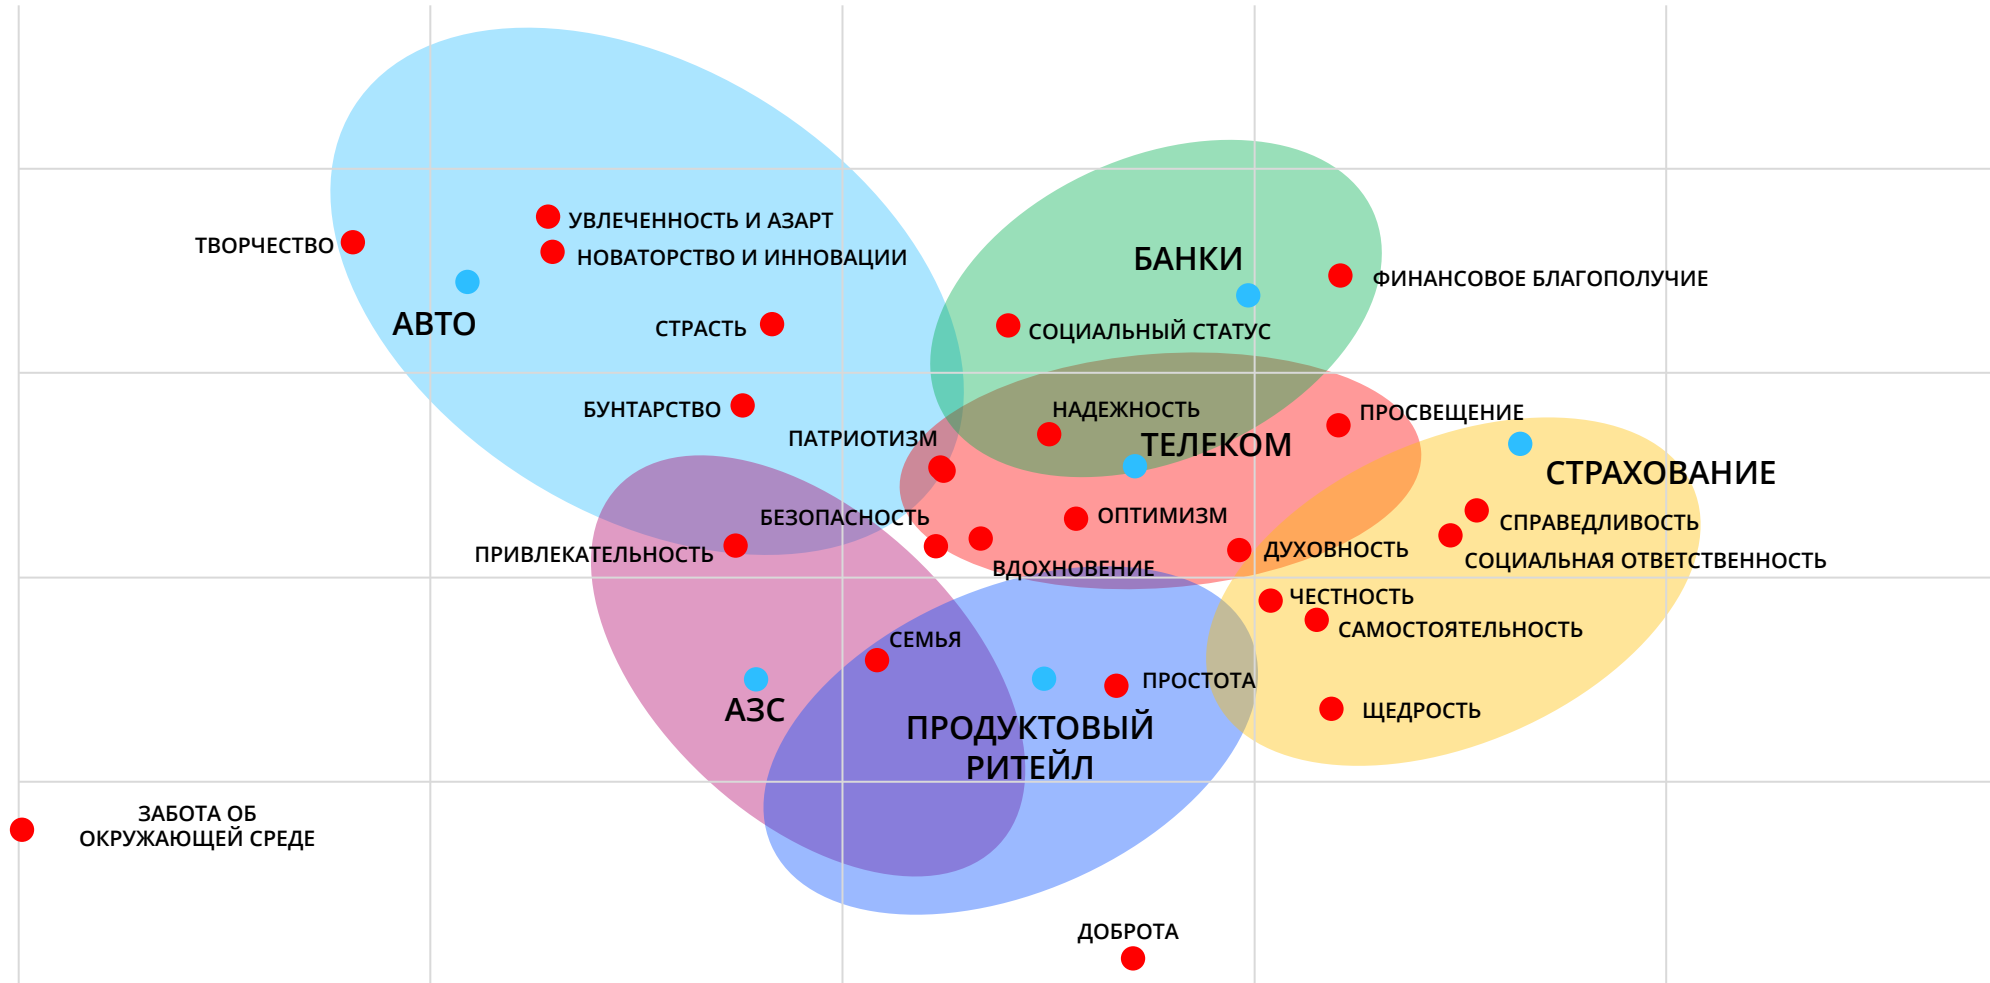 УВЛЕЧЕННОСТЬ И АЗАРТ
ТВОРЧЕСТВО
НОВАТОРСТВО И ИННОВАЦИИ
БАНКИ
ФИНАНСОВОЕ БЛАГОПОЛУЧИЕ
АВТО
СТРАСТЬ
СОЦИАЛЬНЫЙ СТАТУС
БУНТАРСТВО
НАДЕЖНОСТЬ
ПРОСВЕЩЕНИЕ
ПАТРИОТИЗМ
ТЕЛЕКОМ
СТРАХОВАНИЕ
БЕЗОПАСНОСТЬ
ОПТИМИЗМ
СПРАВЕДЛИВОСТЬ
ПРИВЛЕКАТЕЛЬНОСТЬ
ДУХОВНОСТЬ
СОЦИАЛЬНАЯ ОТВЕТСТВЕННОСТЬ
ВДОХНОВЕНИЕ
ЧЕСТНОСТЬ
САМОСТОЯТЕЛЬНОСТЬ
СЕМЬЯ
ПРОСТОТА
АЗС
ЩЕДРОСТЬ
ПРОДУКТОВЫЙ
РИТЕЙЛ
ЗАБОТА ОБ
ОКРУЖАЮЩЕЙ СРЕДЕ
ДОБРОТА